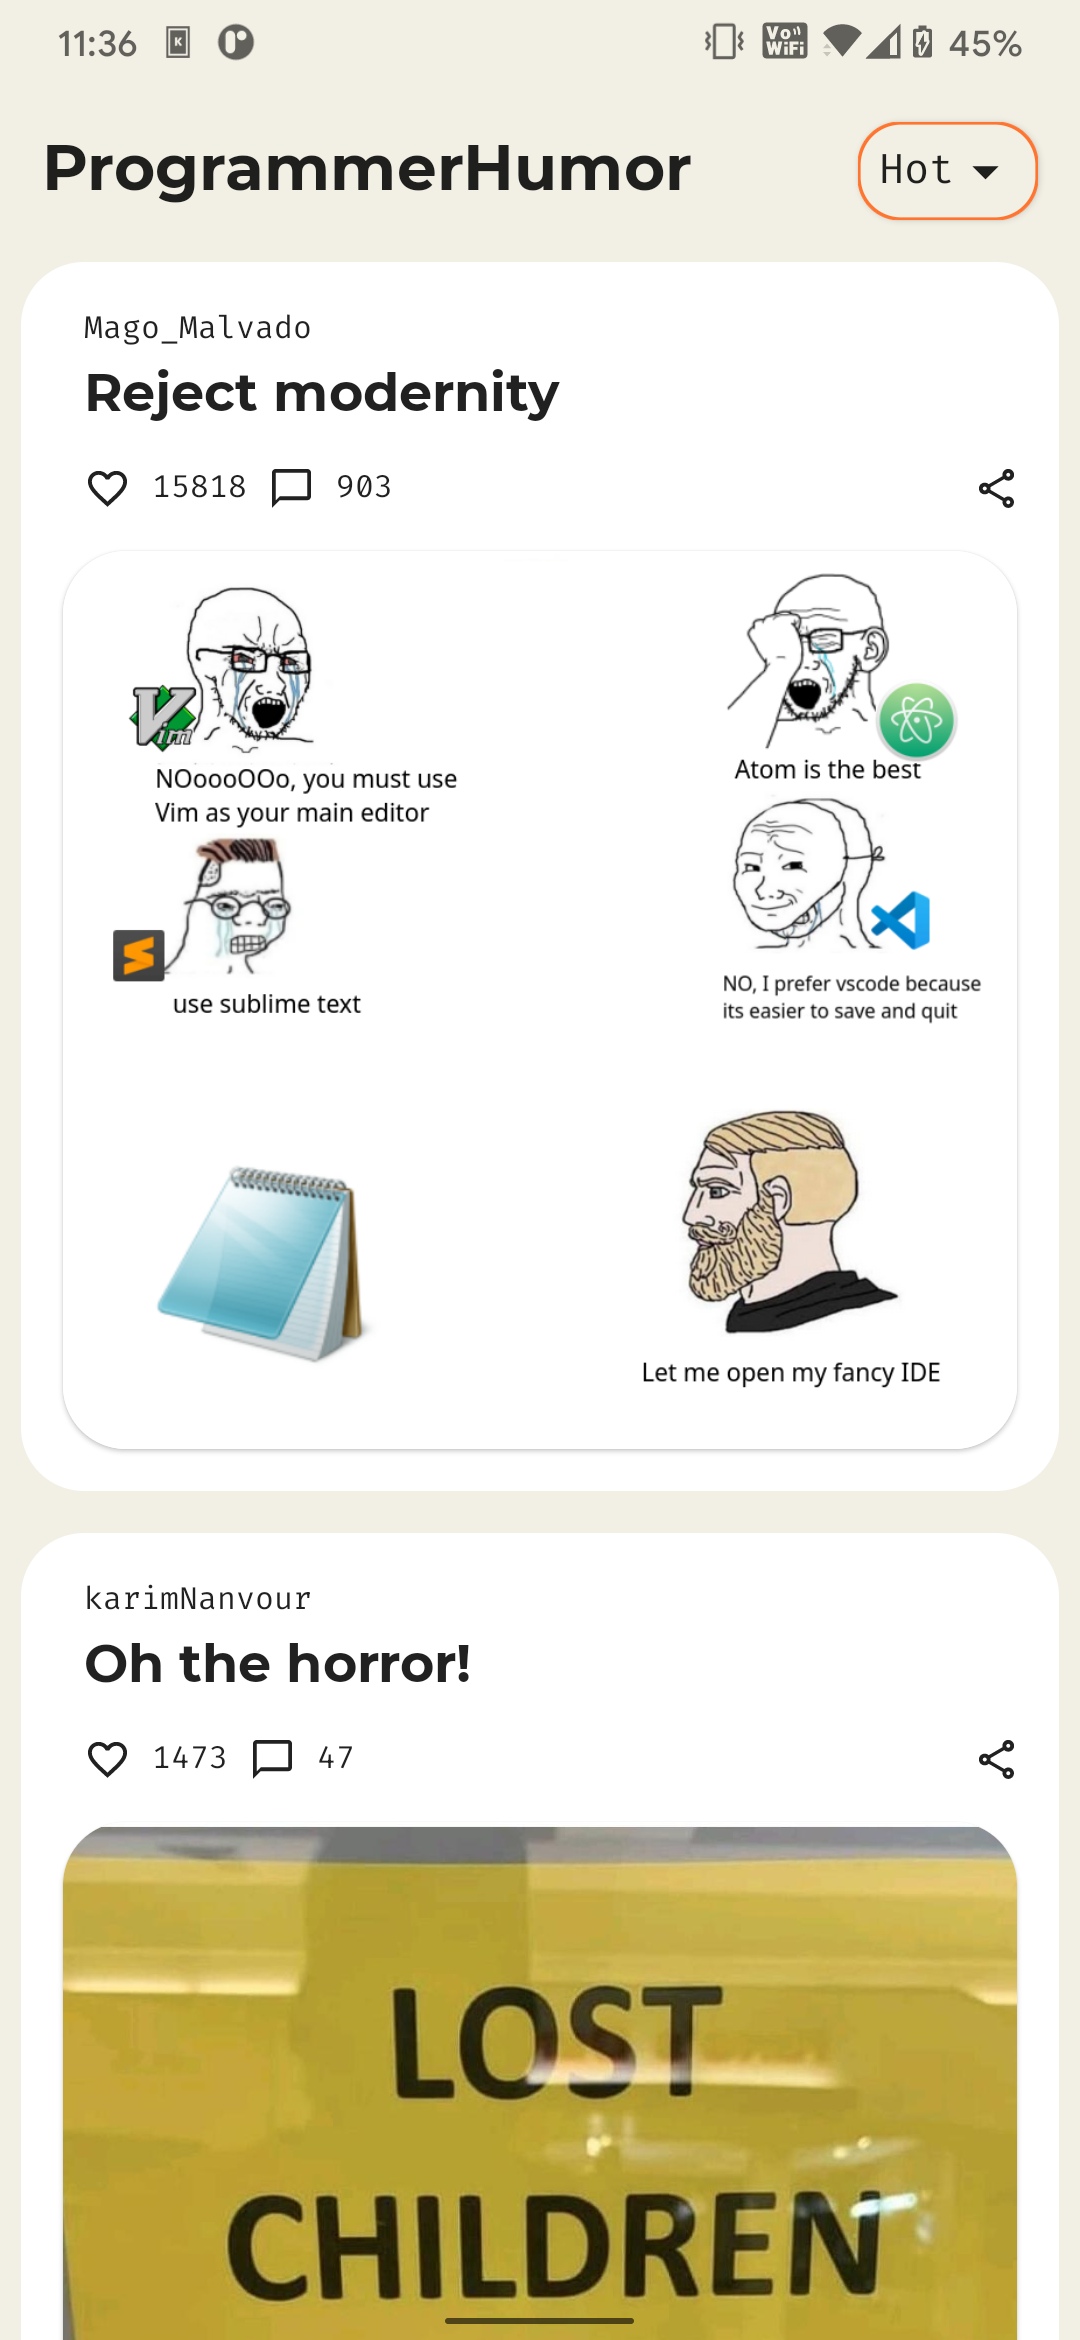 11:36
K
Vo WiFi
45%
ProgrammerHumor
Hot
Mago_Malvado
Reject modernity
15818 903
Vim
NOoooOOo, you must use
Vim as your main editor
Atom is the best
use sublime text
NO, I prefer vscode because
its easier to save and quit
Let me open my fancy IDE
karimNanvour
Oh the horror!
1473 47
LOST
CHILDREN